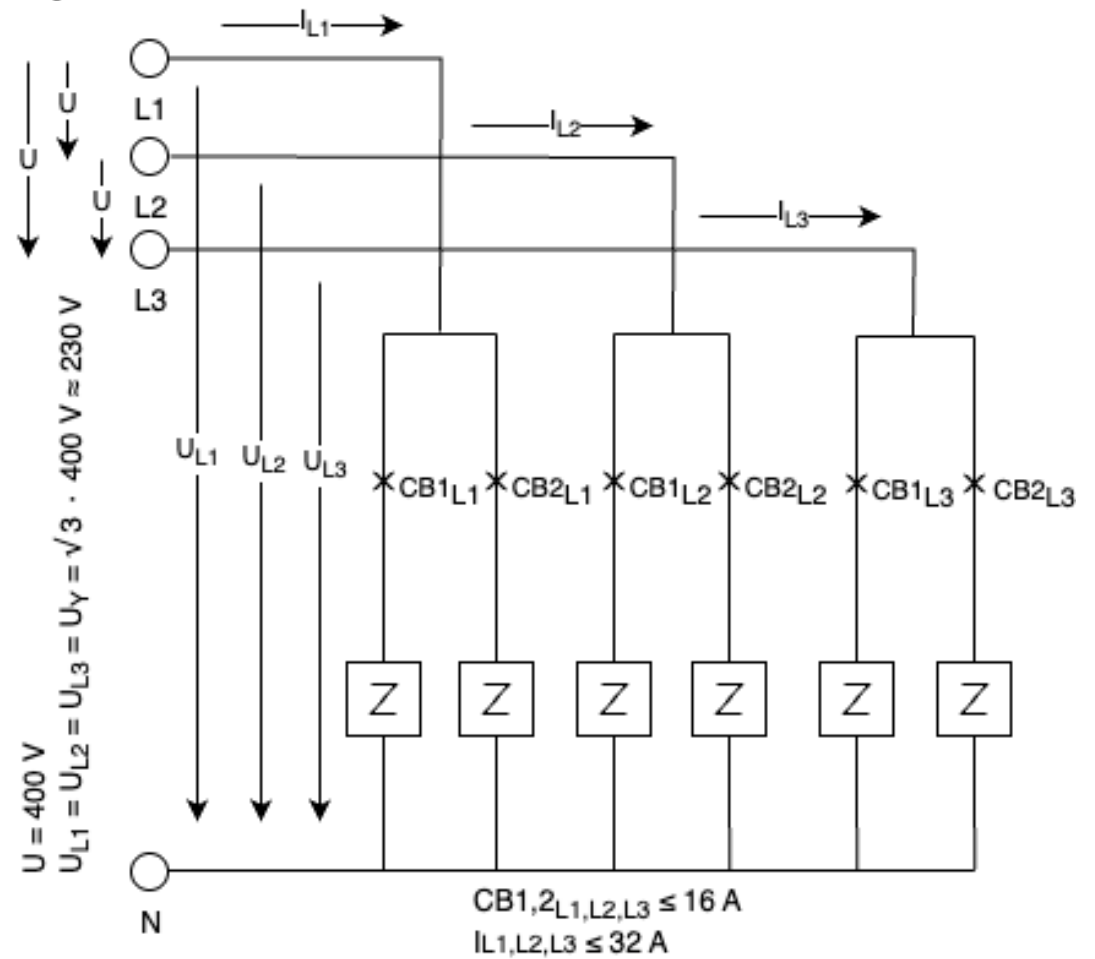 I_L1
L1
U
I_L2
U
L2
U
I_L3
L3
U_L1
U_L2
U_L3
CB1_L1
CB2_L1
CB1_L2
CB2_L2
CB1_L3
CB2_L3
Z
Z
Z
Z
Z
Z
U = 400 V
U_L1 = U_L2 = U_L3 = U_Y = √3 · 400 V ≈ 230 V
N
CB1,2_L1,L2,L3 ≤ 16 A
I_L1,L2,L3 ≤ 32 A